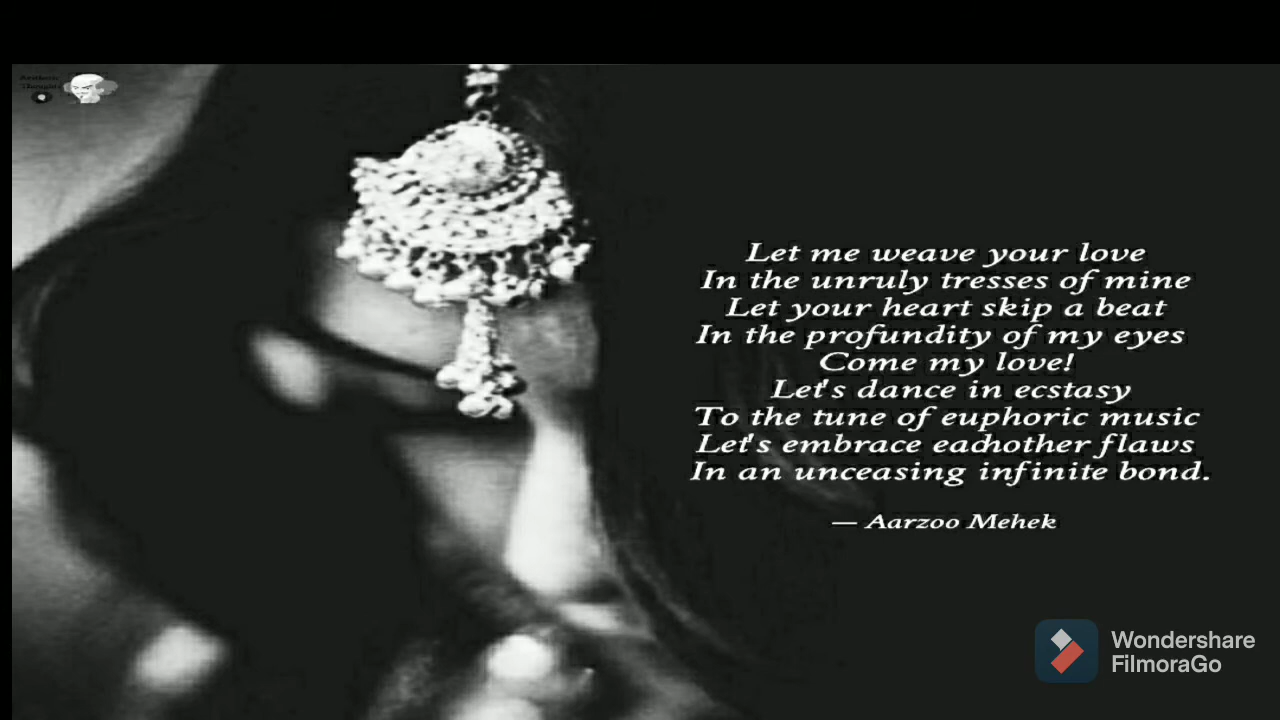 Let me weave your love
In the unruly tresses of mine
Let your heart skip a beat
In the profundity of my eyes
Come my love!
Let's dance in ecstasy
To the tune of euphoric music
Let's embrace eachother flaws
In an unceasing infinite bond.
— Aarzoo Mehek
Wondershare
FilmoraGo